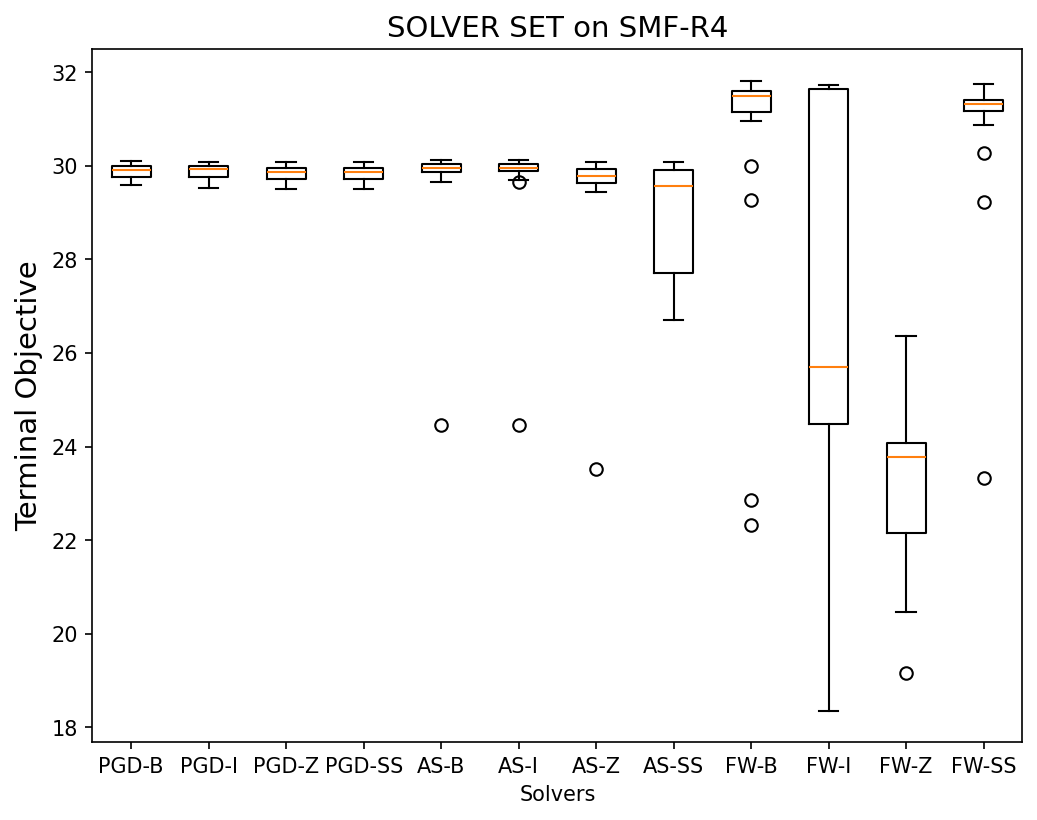 SOLVER SET on SMF-R4
Terminal Objective
32
30
28
26
24
22
20
18
PGD-B PGD-I PGD-Z PGD-SS AS-B AS-I AS-Z AS-SS FW-B FW-I FW-Z FW-SS
Solvers